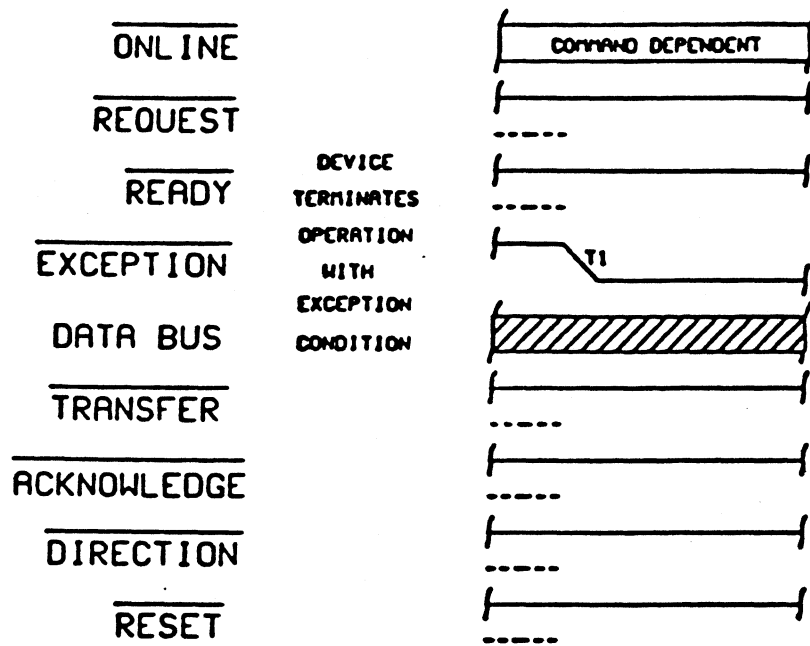 ONLINE
COMMAND DEPENDENT
REQUEST
READY
DEVICE
TERMINATES
OPERATION
WITH
EXCEPTION
CONDITION
EXCEPTION
T1
DATA BUS
TRANSFER
ACKNOWLEDGE
DIRECTION
RESET